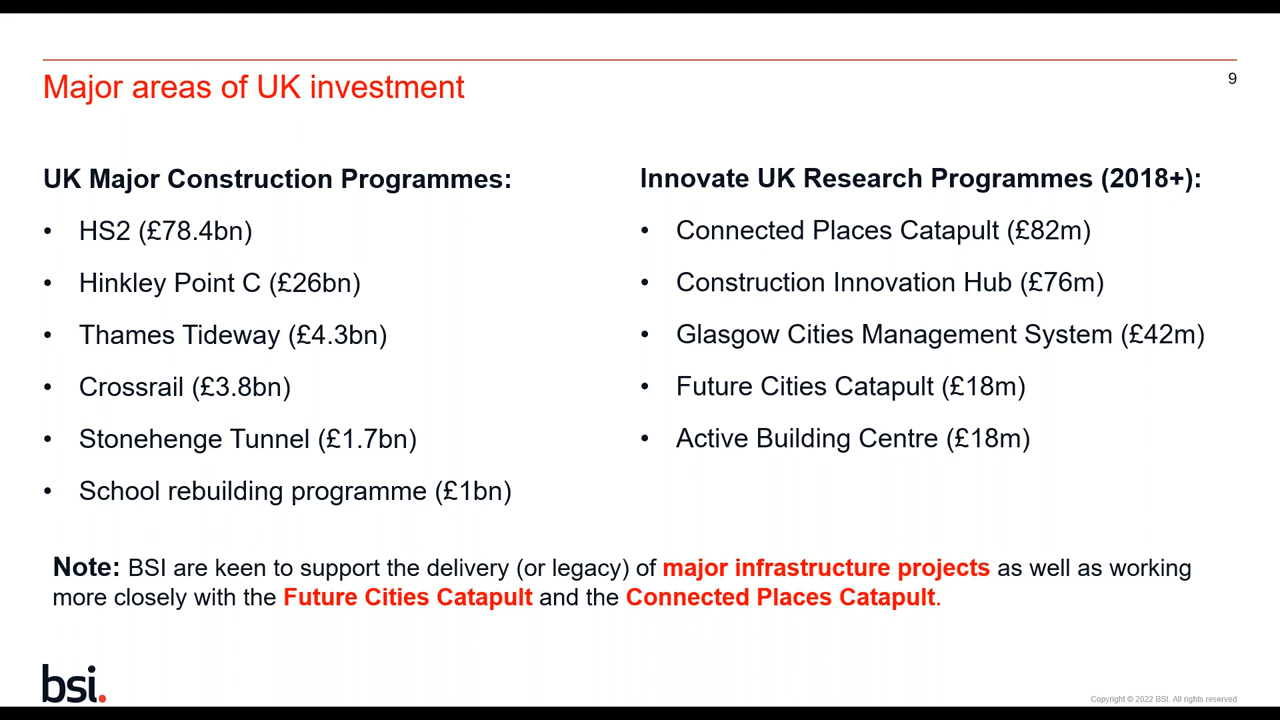 Major areas of UK investment
9
UK Major Construction Programmes:
• HS2 (£78.4bn)
• Hinkley Point C (£26bn)
• Thames Tideway (£4.3bn)
• Crossrail (£3.8bn)
• Stonehenge Tunnel (£1.7bn)
• School rebuilding programme (£1bn)
Innovate UK Research Programmes (2018+):
• Connected Places Catapult (£82m)
• Construction Innovation Hub (£76m)
• Glasgow Cities Management System (£42m)
• Future Cities Catapult (£18m)
• Active Building Centre (£18m)
Note: BSI are keen to support the delivery (or legacy) of major infrastructure projects as well as working
more closely with the Future Cities Catapult and the Connected Places Catapult.
bsi.
Copyright © 2022 BSI. All rights reserved